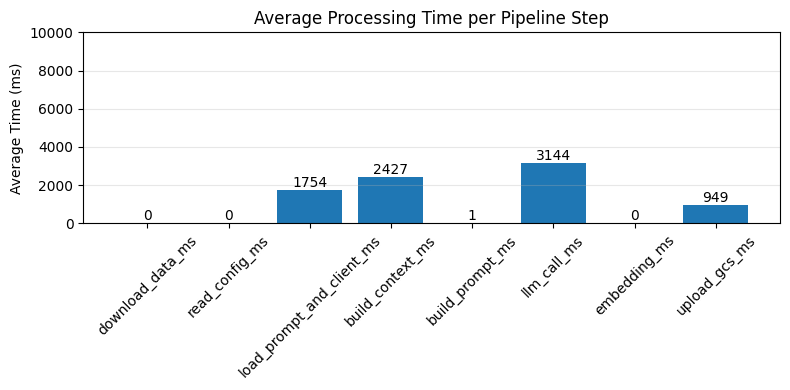 Average Processing Time per Pipeline Step
Average Time (ms)
10000
8000
6000
4000
2000
0
0
0
1754
2427
1
3144
0
949
download_data_ms
read_config_ms
load_prompt_and_client_ms
build_context_ms
build_prompt_ms
llm_call_ms
embedding_ms
upload_gcs_ms